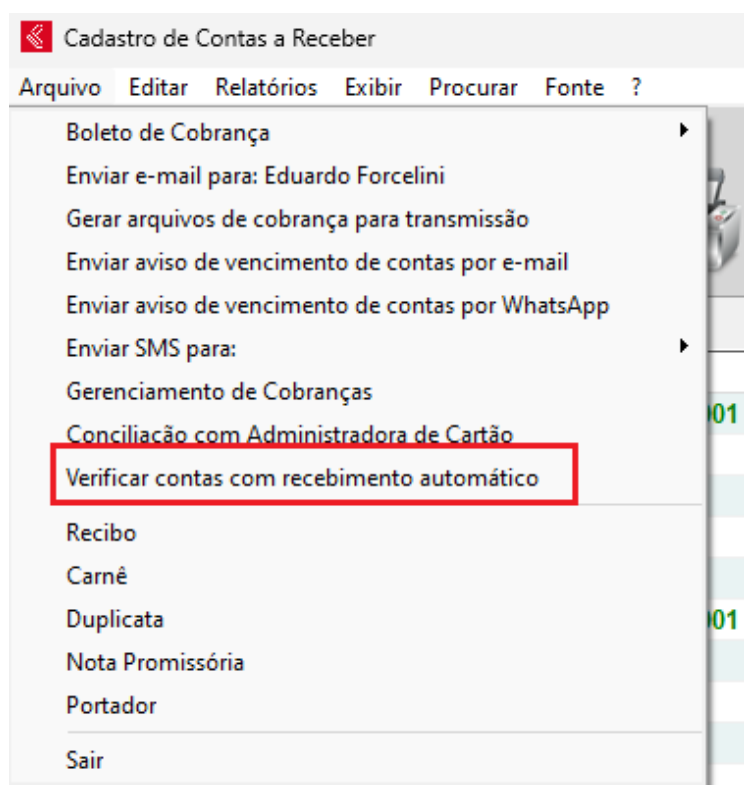 Cadastro de Contas a Receber
Arquivo Editar Relatórios Exibir Procurar Fonte ?
Boleto de Cobrança
Enviar e-mail para: Eduardo Forcelini
Gerar arquivos de cobrança para transmissão
Enviar aviso de vencimento de contas por e-mail
Enviar aviso de vencimento de contas por WhatsApp
Enviar SMS para:
Gerenciamento de Cobranças
001
Conciliação com Administradora de Cartão
Verificar contas com recebimento automático
Recibo
Carnê
Duplicata
001
Nota Promissória
Portador
Sair